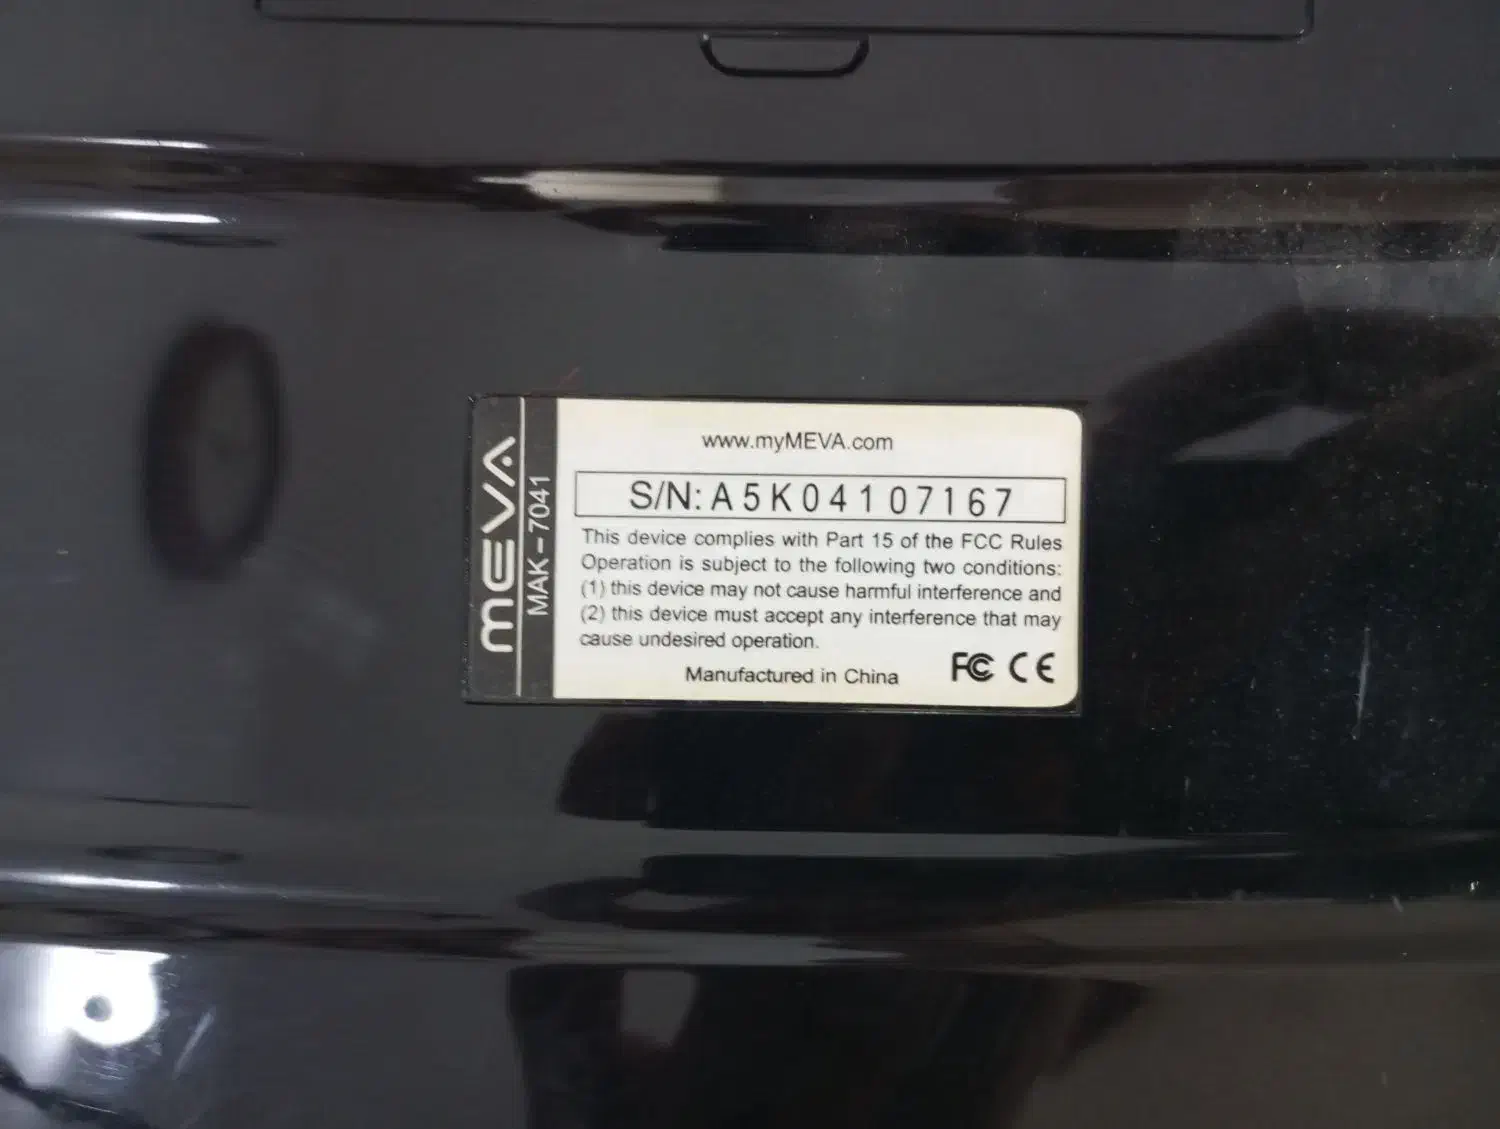 MEVA
MAK-7041
www.myMEVA.com
S/N: A5K04107167
This device complies with Part 15 of the FCC Rules
Operation is subject to the following two conditions:
(1) this device may not cause harmful interference and
(2) this device must accept any interference that may
cause undesired operation.
Manufactured in China
FC CE